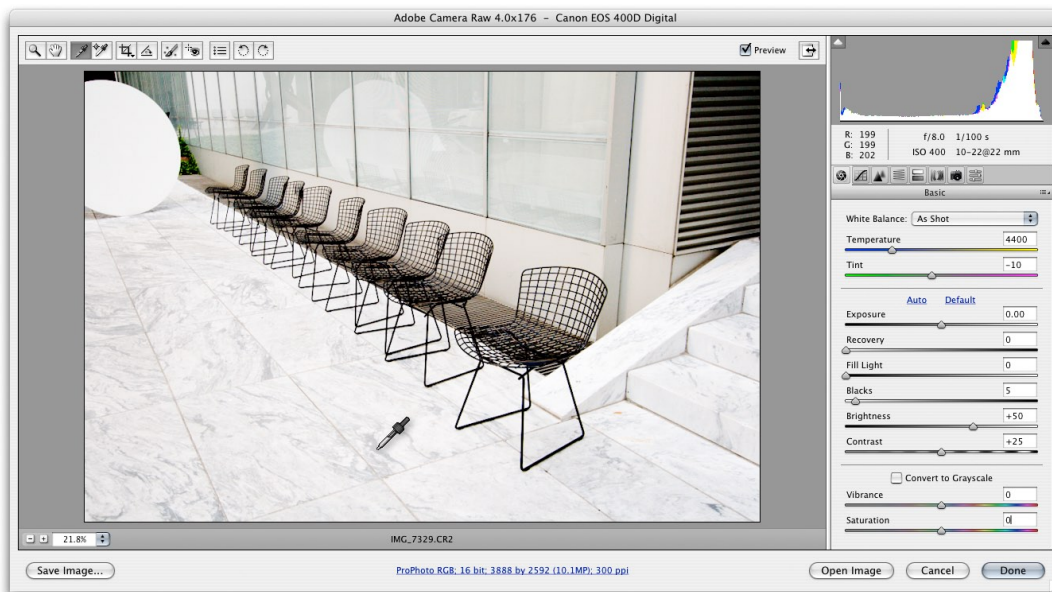 Adobe Camera Raw 4.0x176 – Canon EOS 400D Digital
Preview
R: 199
G: 199
B: 202
f/8.0 1/100 s
ISO 400 10–22@22 mm
Basic
White Balance: As Shot
Temperature 4400
Tint -10
Auto Default
Exposure 0.00
Recovery 0
Fill Light 0
Blacks 5
Brightness +50
Contrast +25
Convert to Grayscale
Vibrance 0
Saturation 0
21.8%
IMG_7329.CR2
Save Image...
ProPhoto RGB; 16 bit; 3888 by 2592 (10.1MP); 300 ppi
Open Image
Cancel
Done